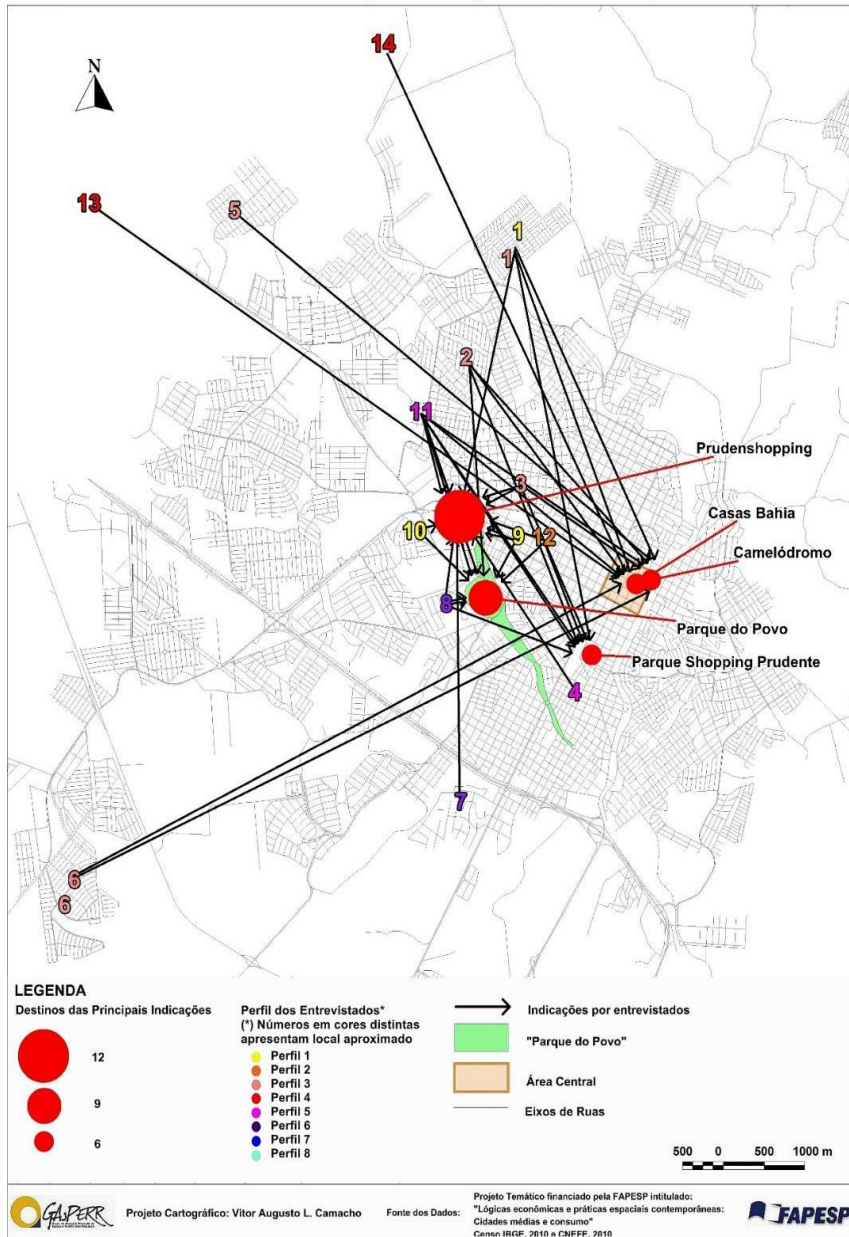 14
N
13
5
1
1
2
11
3
Prudenshopping
Casas Bahia
10
9
12
Camelódromo
8
Parque do Povo
Parque Shopping Prudente
4
7
6
6
LEGENDA
Destinos das Principais Indicações
12
9
6
Perfil dos Entrevistados*
(*) Números em cores distintas
apresentam local aproximado
Perfil 1
Perfil 2
Perfil 3
Perfil 4
Perfil 5
Perfil 6
Perfil 7
Perfil 8
Indicações por entrevistado
"Parque do Povo"
Área Central
Eixos de Ruas
500 0 500 1000 m
GAsPERR
Projeto Cartográfico: Vitor Augusto L. Camacho
Fonte dos Dados:
Projeto Temático financiado pela FAPESP intitulado:
"Lógicas econômicas e práticas espaciais contemporâneas:
Cidades médias e consumo"
Censo IBGE, 2010 e CNEFE, 2010
FAPESP